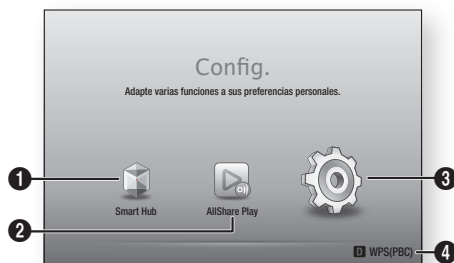 Config.
Adapte varias funciones a sus preferencias personales.
1
3
Smart Hub
AllShare Play
2
D WPS(PBC)
4